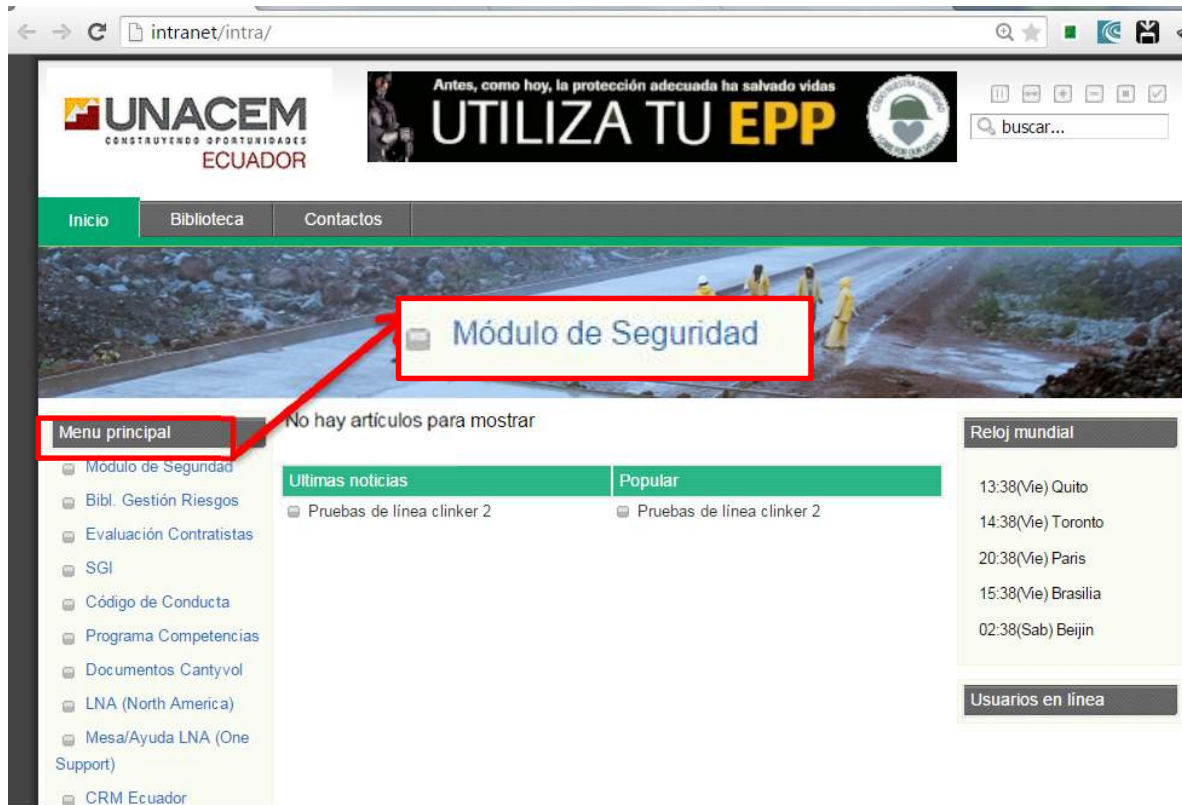 intranet/intra/
UNACEM
CONSTRUYENDO OPORTUNIDADES
ECUADOR
Antes, como hoy, la protección adecuada ha salvado vidas
UTILIZA TU EPP
buscar...
Inicio
Biblioteca
Contactos
Módulo de Seguridad
Menu principal
Módulo de Seguridad
Bibl. Gestión Riesgos
Evaluación Contratistas
SGI
Código de Conducta
Programa Competencias
Documentos Cantyvol
LNA (North America)
Mesa/Ayuda LNA (One
Support)
CRM Ecuador
No hay artículos para mostrar
Ultimas noticias
Pruebas de línea clinker 2
Popular
Pruebas de línea clinker 2
Reloj mundial
13:38(Vie) Quito
14:38(Vie) Toronto
20:38(Vie) Paris
15:38(Vie) Brasilia
02:38(Sab) Beijin
Usuarios en línea